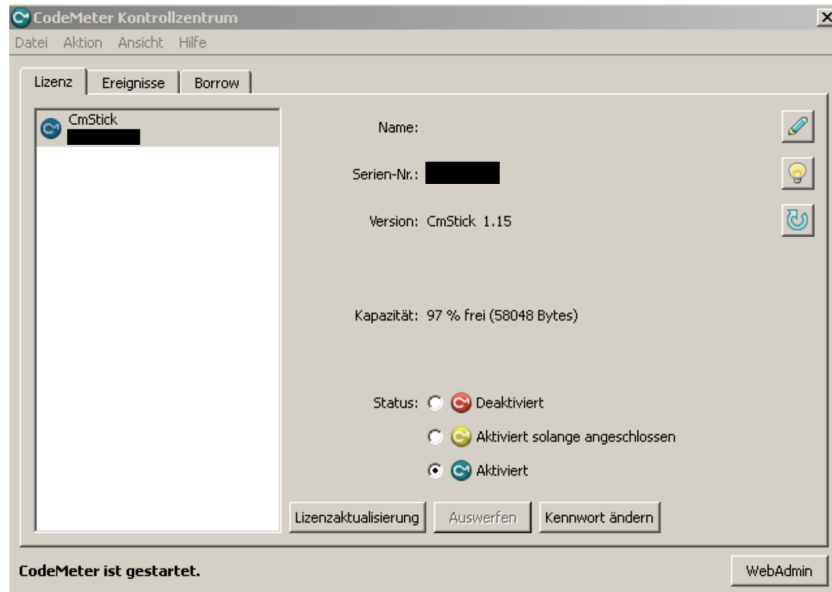 CodeMeter Kontrollzentrum
Datei Aktion Ansicht Hilfe
Lizenz Ereignisse Borrow
CmStick
Name:
Serien-Nr.:
Version: CmStick 1.15
Kapazität: 97 % frei (58048 Bytes)
Status: Deaktiviert
Aktiviert solange angeschlossen
Aktiviert
Lizenzaktualisierung Auswerfen Kennwort ändern
CodeMeter ist gestartet. WebAdmin